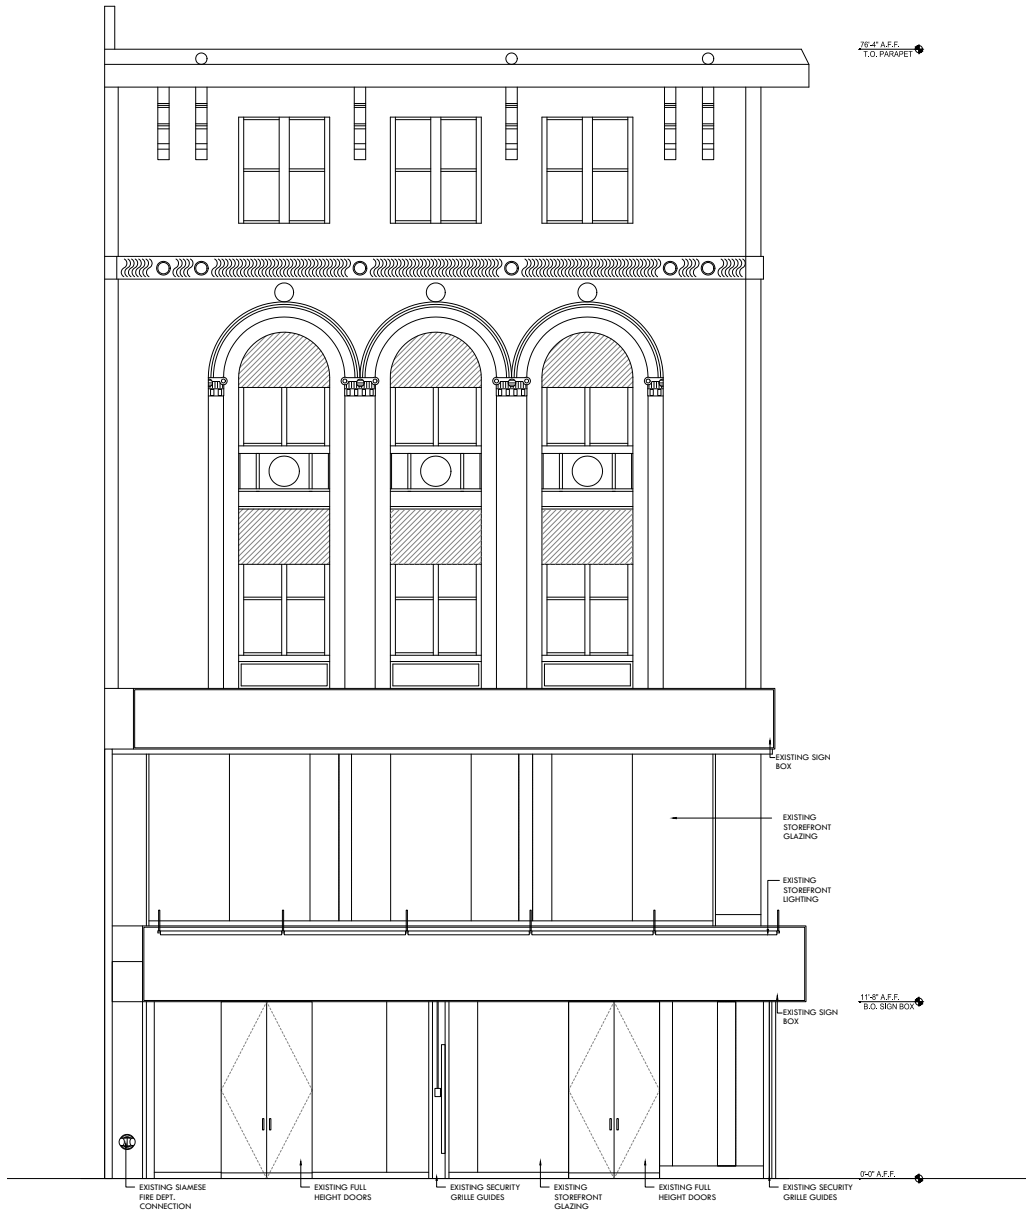 76'-4" A.F.F.
T.O. PARAPET
EXISTING SIGN
BOX
EXISTING
STOREFRONT
GLAZING
EXISTING
STOREFRONT
LIGHTING
11'-8" A.F.F.
B.O. SIGN BOX
EXISTING SIGN
BOX
0'-0" A.F.F.
EXISTING SIAMESE
FIRE DEPT.
CONNECTION
EXISTING FULL
HEIGHT DOORS
EXISTING SECURITY
GRILLE GUIDES
EXISTING
STOREFRONT
GLAZING
EXISTING FULL
HEIGHT DOORS
EXISTING SECURITY
GRILLE GUIDES